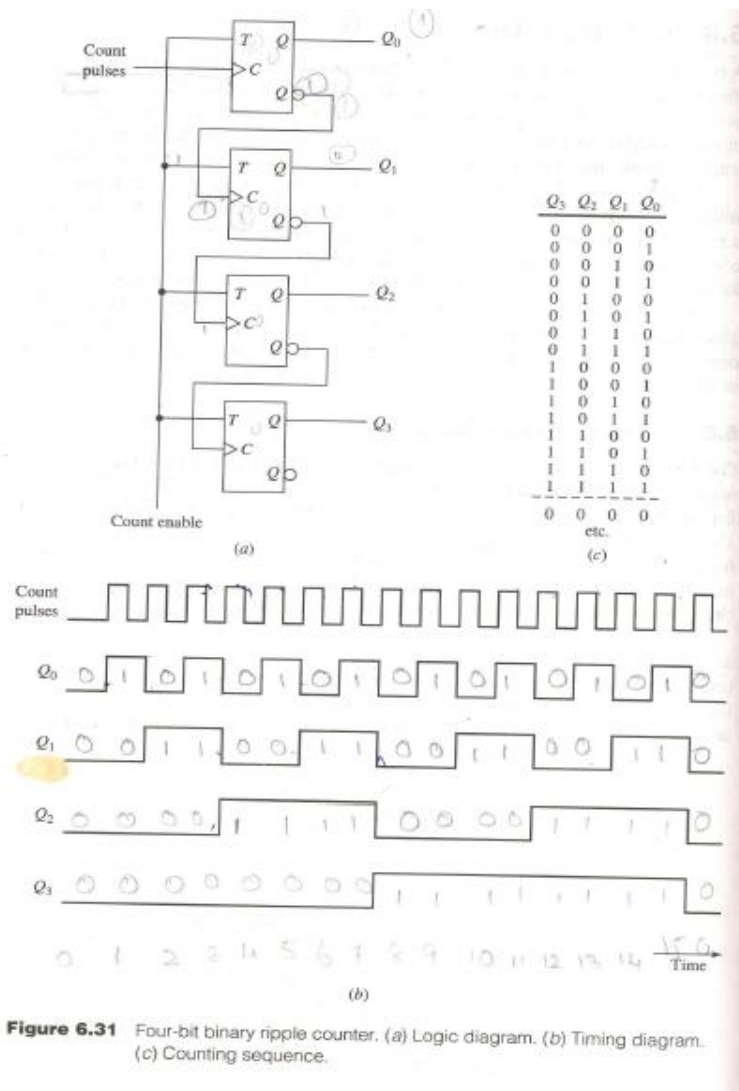 Count
pulses
T Q Q₀
C
Q
T Q Q₁
C
Q
T Q Q₂
C
Q
T Q Q₃
C
Q
Count enable
(a)
Q₃ Q₂ Q₁ Q₀
0 0 0 0
0 0 0 1
0 0 1 0
0 0 1 1
0 1 0 0
0 1 0 1
0 1 1 0
0 1 1 1
1 0 0 0
1 0 0 1
1 0 1 0
1 0 1 1
1 1 0 0
1 1 0 1
1 1 1 0
1 1 1 1
0 0 0 0
etc.
(c)
Count
pulses
Q₀ 0 1 0 1 0 1 0 1 0 1 0 1 0 1 0 1 0
Q₁ 0 0 1 1 0 0 1 1 0 0 1 1 0 0 1 1 0
Q₂ 0 0 0 0 1 1 1 1 0 0 0 0 1 1 1 1 0
Q₃ 0 0 0 0 0 0 0 0 1 1 1 1 1 1 1 1 0
0 1 2 3 4 5 6 7 8 9 10 11 12 13 14 15 0
Time
(b)
Figure 6.31 Four-bit binary ripple counter. (a) Logic diagram. (b) Timing diagram.
(c) Counting sequence.